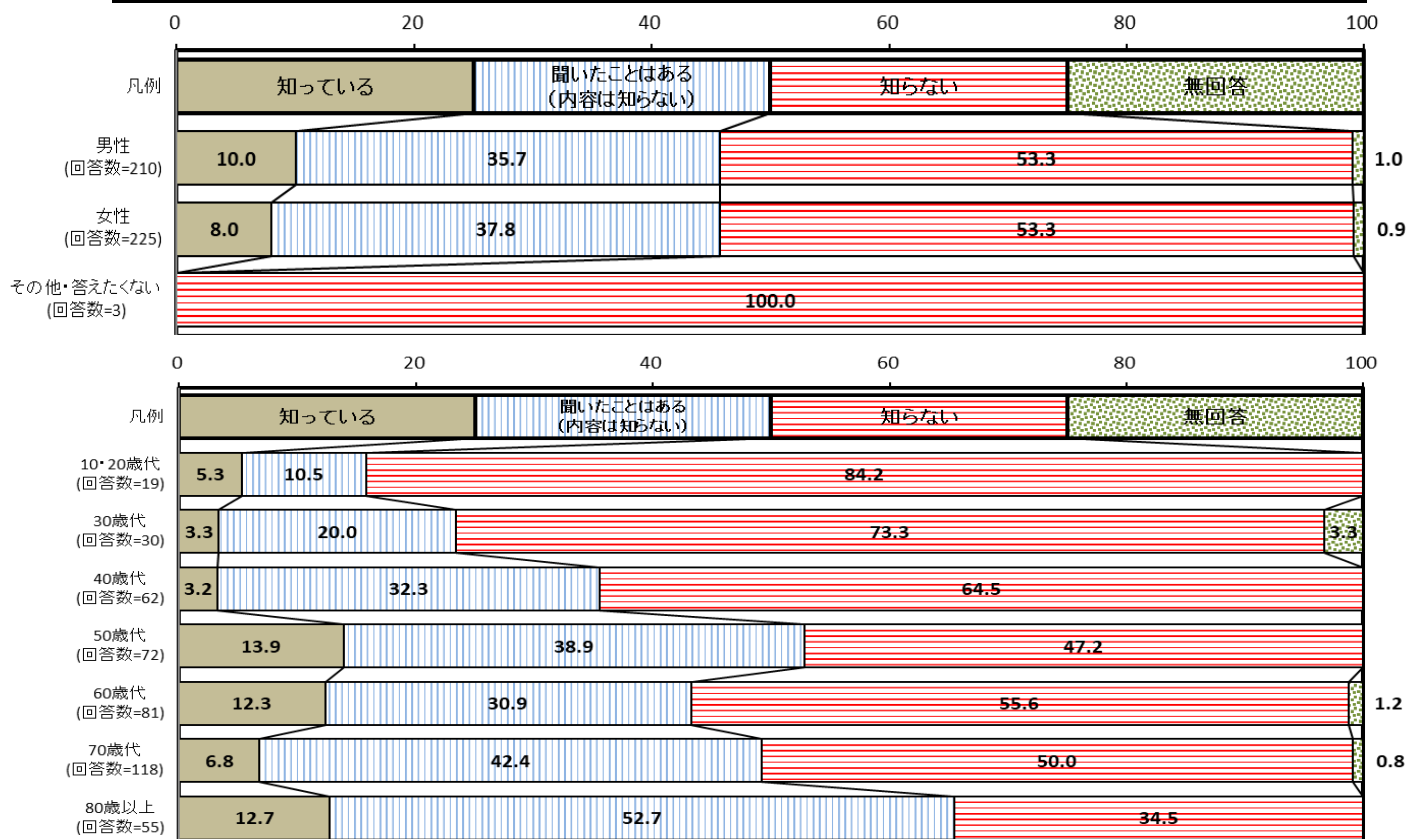 0 20 40 60 80 100
凡例 知っている 聞いたことはある 知らない 無回答
(内容は知らない)
男性
(回答数=210)
10.0 35.7 53.3 1.0
女性
(回答数=225)
8.0 37.8 53.3 0.9
その他・答えたくない
(回答数=3)
100.0
0 20 40 60 80 100
凡例 知っている 聞いたことはある 知らない 無回答
(内容は知らない)
10・20歳代
(回答数=19)
5.3 10.5 84.2
30歳代
(回答数=30)
3.3 20.0 73.3 3.3
40歳代
(回答数=62)
3.2 32.3 64.5
50歳代
(回答数=72)
13.9 38.9 47.2
60歳代
(回答数=81)
12.3 30.9 55.6 1.2
70歳代
(回答数=118)
6.8 42.4 50.0 0.8
80歳以上
(回答数=55)
12.7 52.7 34.5